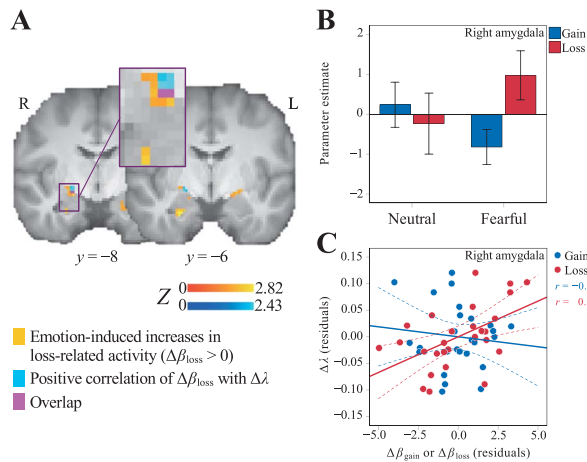 A
R
L
y = −8
y = −6
Z
0
2.82
0
2.43
Emotion-induced increases in
loss-related activity (Δβloss > 0)
Positive correlation of Δβloss with Δλ
Overlap
B
Right amygdala
Gain
Loss
Parameter estimate
2
1
0
−1
−2
Neutral
Fearful
C
Right amygdala
Gain
Loss
r = −0.
r = 0.
Δλ (residuals)
0.15
0.10
0.05
0.00
−0.05
−0.10
−0.15
−5.0
−2.5
0.0
2.5
5.0
Δβgain or Δβloss (residuals)